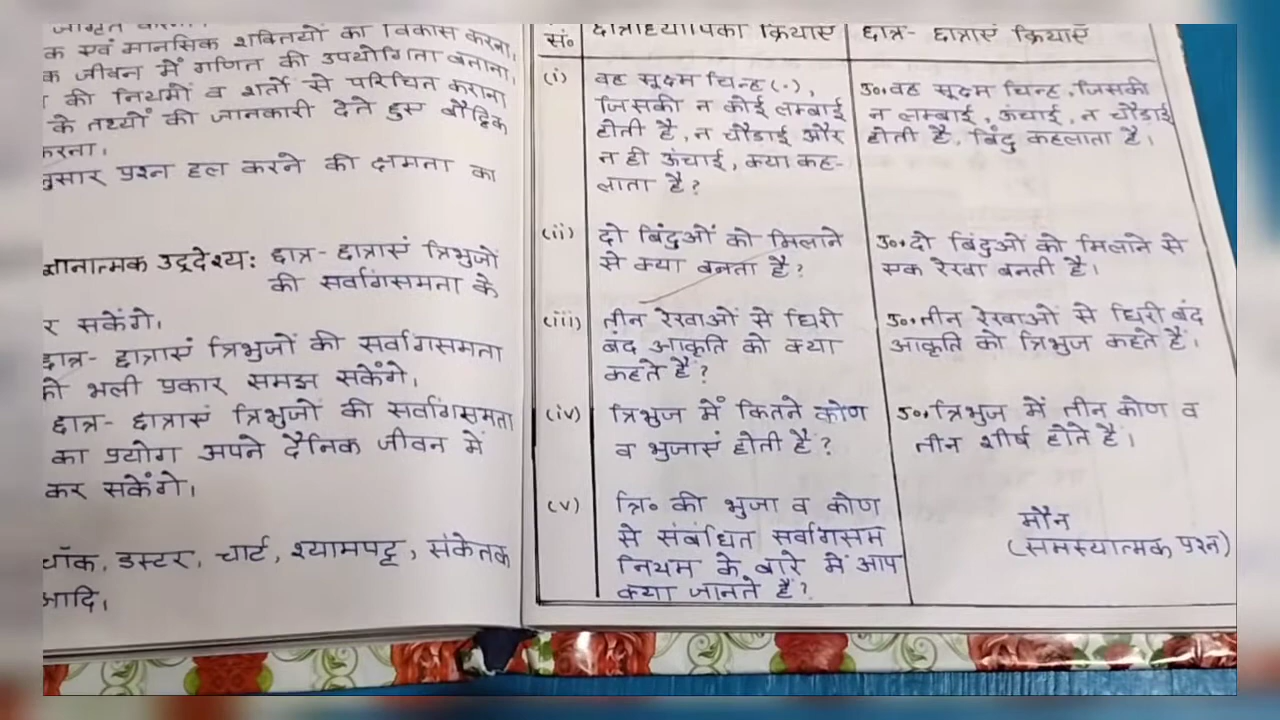 जागृत करना।
क एवं मानसिक शक्तियों का विकास करना,
क जीवन में गणित की उपयोगिता बताना,
की नियमों व शर्तो से परिचित कराना
के तथ्यों की जानकारी देते हुए बौद्विक
करना।
नुसार प्रश्न हल करने की क्षमता का
ज्ञानात्मक उद्रदेश्य: छात्र- छात्राएं त्रिभुजों
की सर्वागसमता के
र सकेंगे।
छात्र- छात्राएं त्रिभुजों की सर्वागसमता
को भली प्रकार समझ सकेंगे।
छात्र- छात्राएं त्रिभुजों की सर्वागसमता
का प्रयोग अपने दैनिक जीवन में
कर सकेंगे।
चॉक, डस्टर, चार्ट, श्यामपट्ट, संकेतक
आदि।
सं० छात्राध्यापिका क्रियाएं छात्र- छात्राएं क्रियाएँ
(i) वह सूक्ष्म चिन्ह (.),
जिसकी न कोई लम्बाई
होती है, न चौडाई और
न ही ऊंचाई, क्या कह-
लाता है?
उ०. वह सूक्ष्म चिन्ह, जिसकी
न लम्बाई, ऊंचाई, न चौडाई
होती है, बिंदु कहलाता है।
(ii) दो बिंदुओं को मिलाने
से क्या बनता है?
उ०. दो बिंदुओं को मिलाने से
एक रेखा बनती है।
(iii) तीन रेखाओं से घिरी
बंद आकृति को क्या
कहते है?
उ०. तीन रेखाओं से घिरी बंद
आकृति को त्रिभुज कहते हैं।
(iv) त्रिभुज में कितने कोण
व भुजाएं होती है?
उ०. त्रिभुज में तीन कोण व
तीन शीर्ष होते है।
(v) त्रि० की भुजा व कोण
से संबंधित सर्वागसम
नियम के बारे में आप
क्या जानते है?
मौन
(समस्यात्मक प्रश्न)